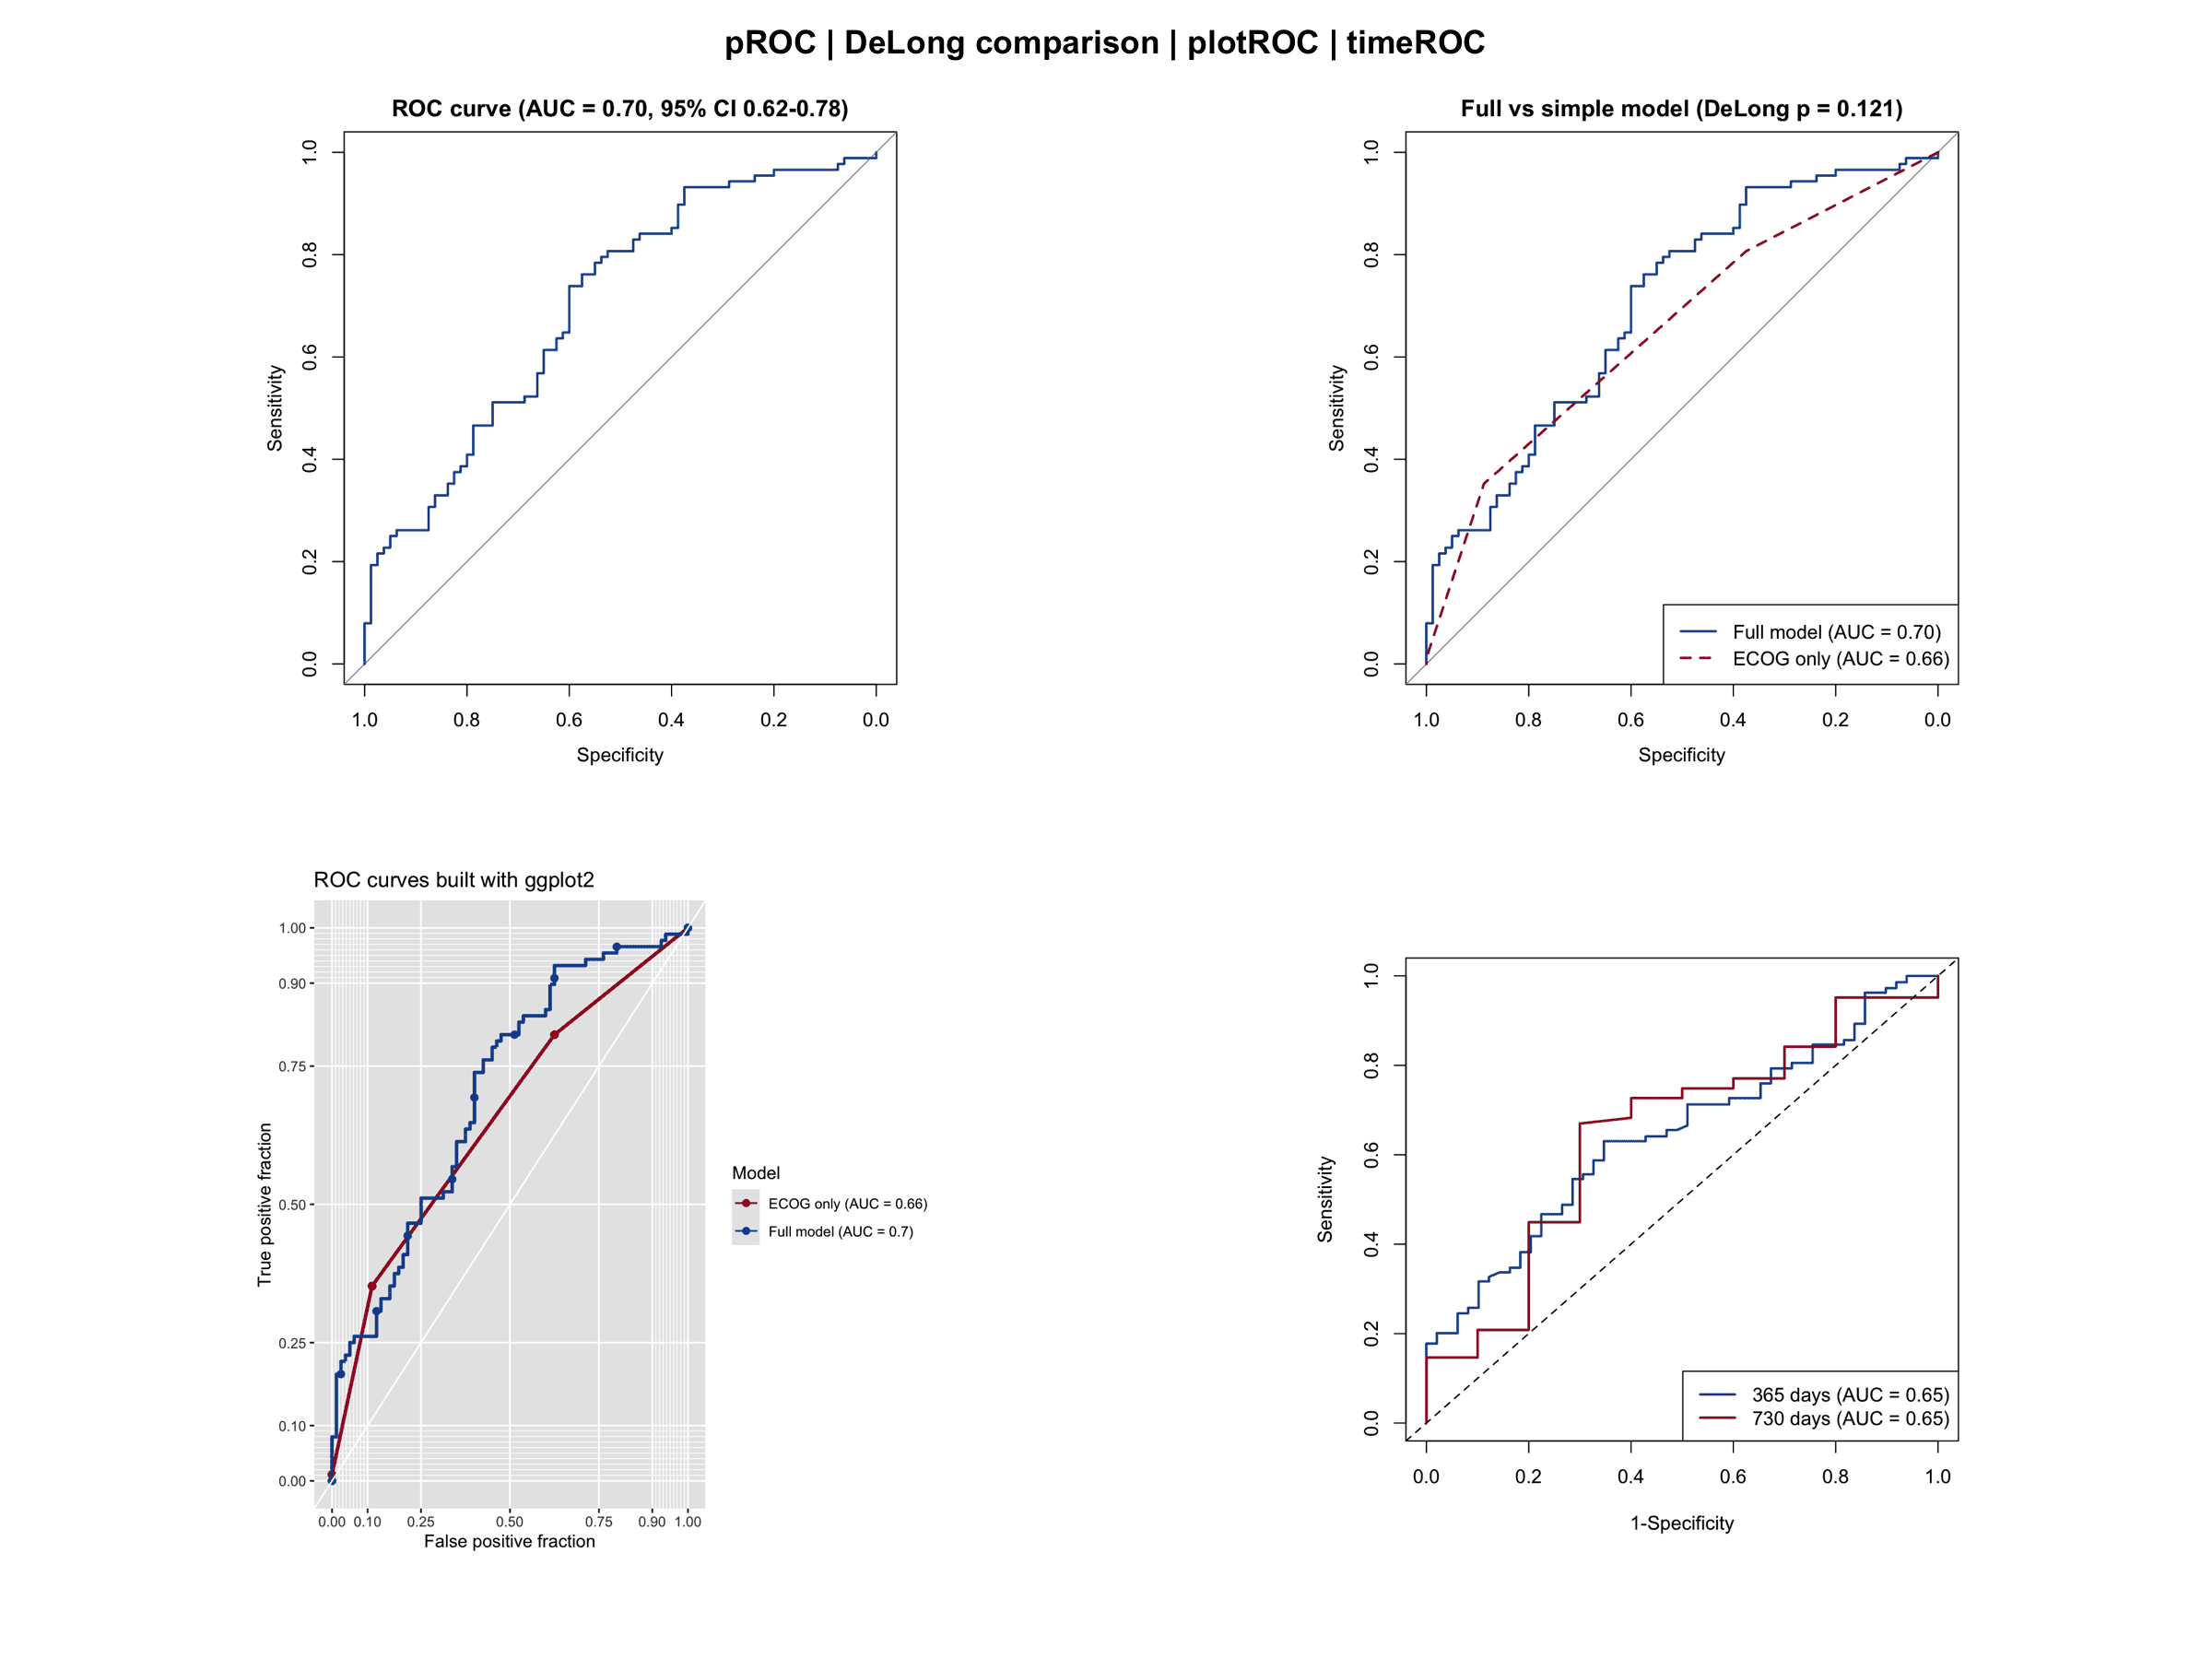 pROC | DeLong comparison | plotROC | timeROC
ROC curve (AUC = 0.70, 95% CI 0.62-0.78)
Sensitivity
1.0
0.8
0.6
0.4
0.2
0.0
1.0 0.8 0.6 0.4 0.2 0.0
Specificity
Full vs simple model (DeLong p = 0.121)
Sensitivity
1.0
0.8
0.6
0.4
0.2
0.0
Full model (AUC = 0.70)
ECOG only (AUC = 0.66)
1.0 0.8 0.6 0.4 0.2 0.0
Specificity
ROC curves built with ggplot2
True positive fraction
1.00
0.90
0.75
0.50
0.25
0.10
0.00
0.00 0.10 0.25 0.50 0.75 0.90 1.00
False positive fraction
Model
ECOG only (AUC = 0.66)
Full model (AUC = 0.7)
Sensitivity
1.0
0.8
0.6
0.4
0.2
0.0
365 days (AUC = 0.65)
730 days (AUC = 0.65)
0.0 0.2 0.4 0.6 0.8 1.0
1-Specificity